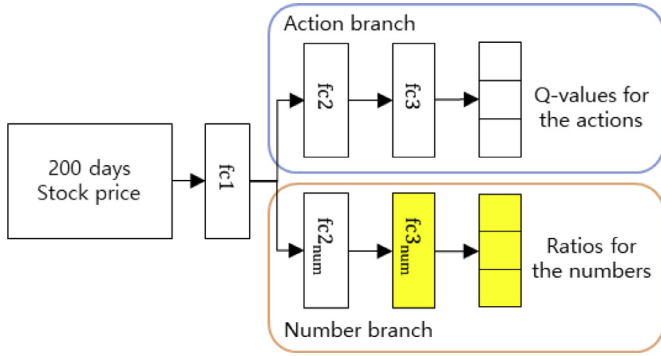 Action branch
fc2
fc3
Q-values for
the actions
200 days
Stock price
fc1
fc2num
fc3num
Ratios for
the numbers
Number branch